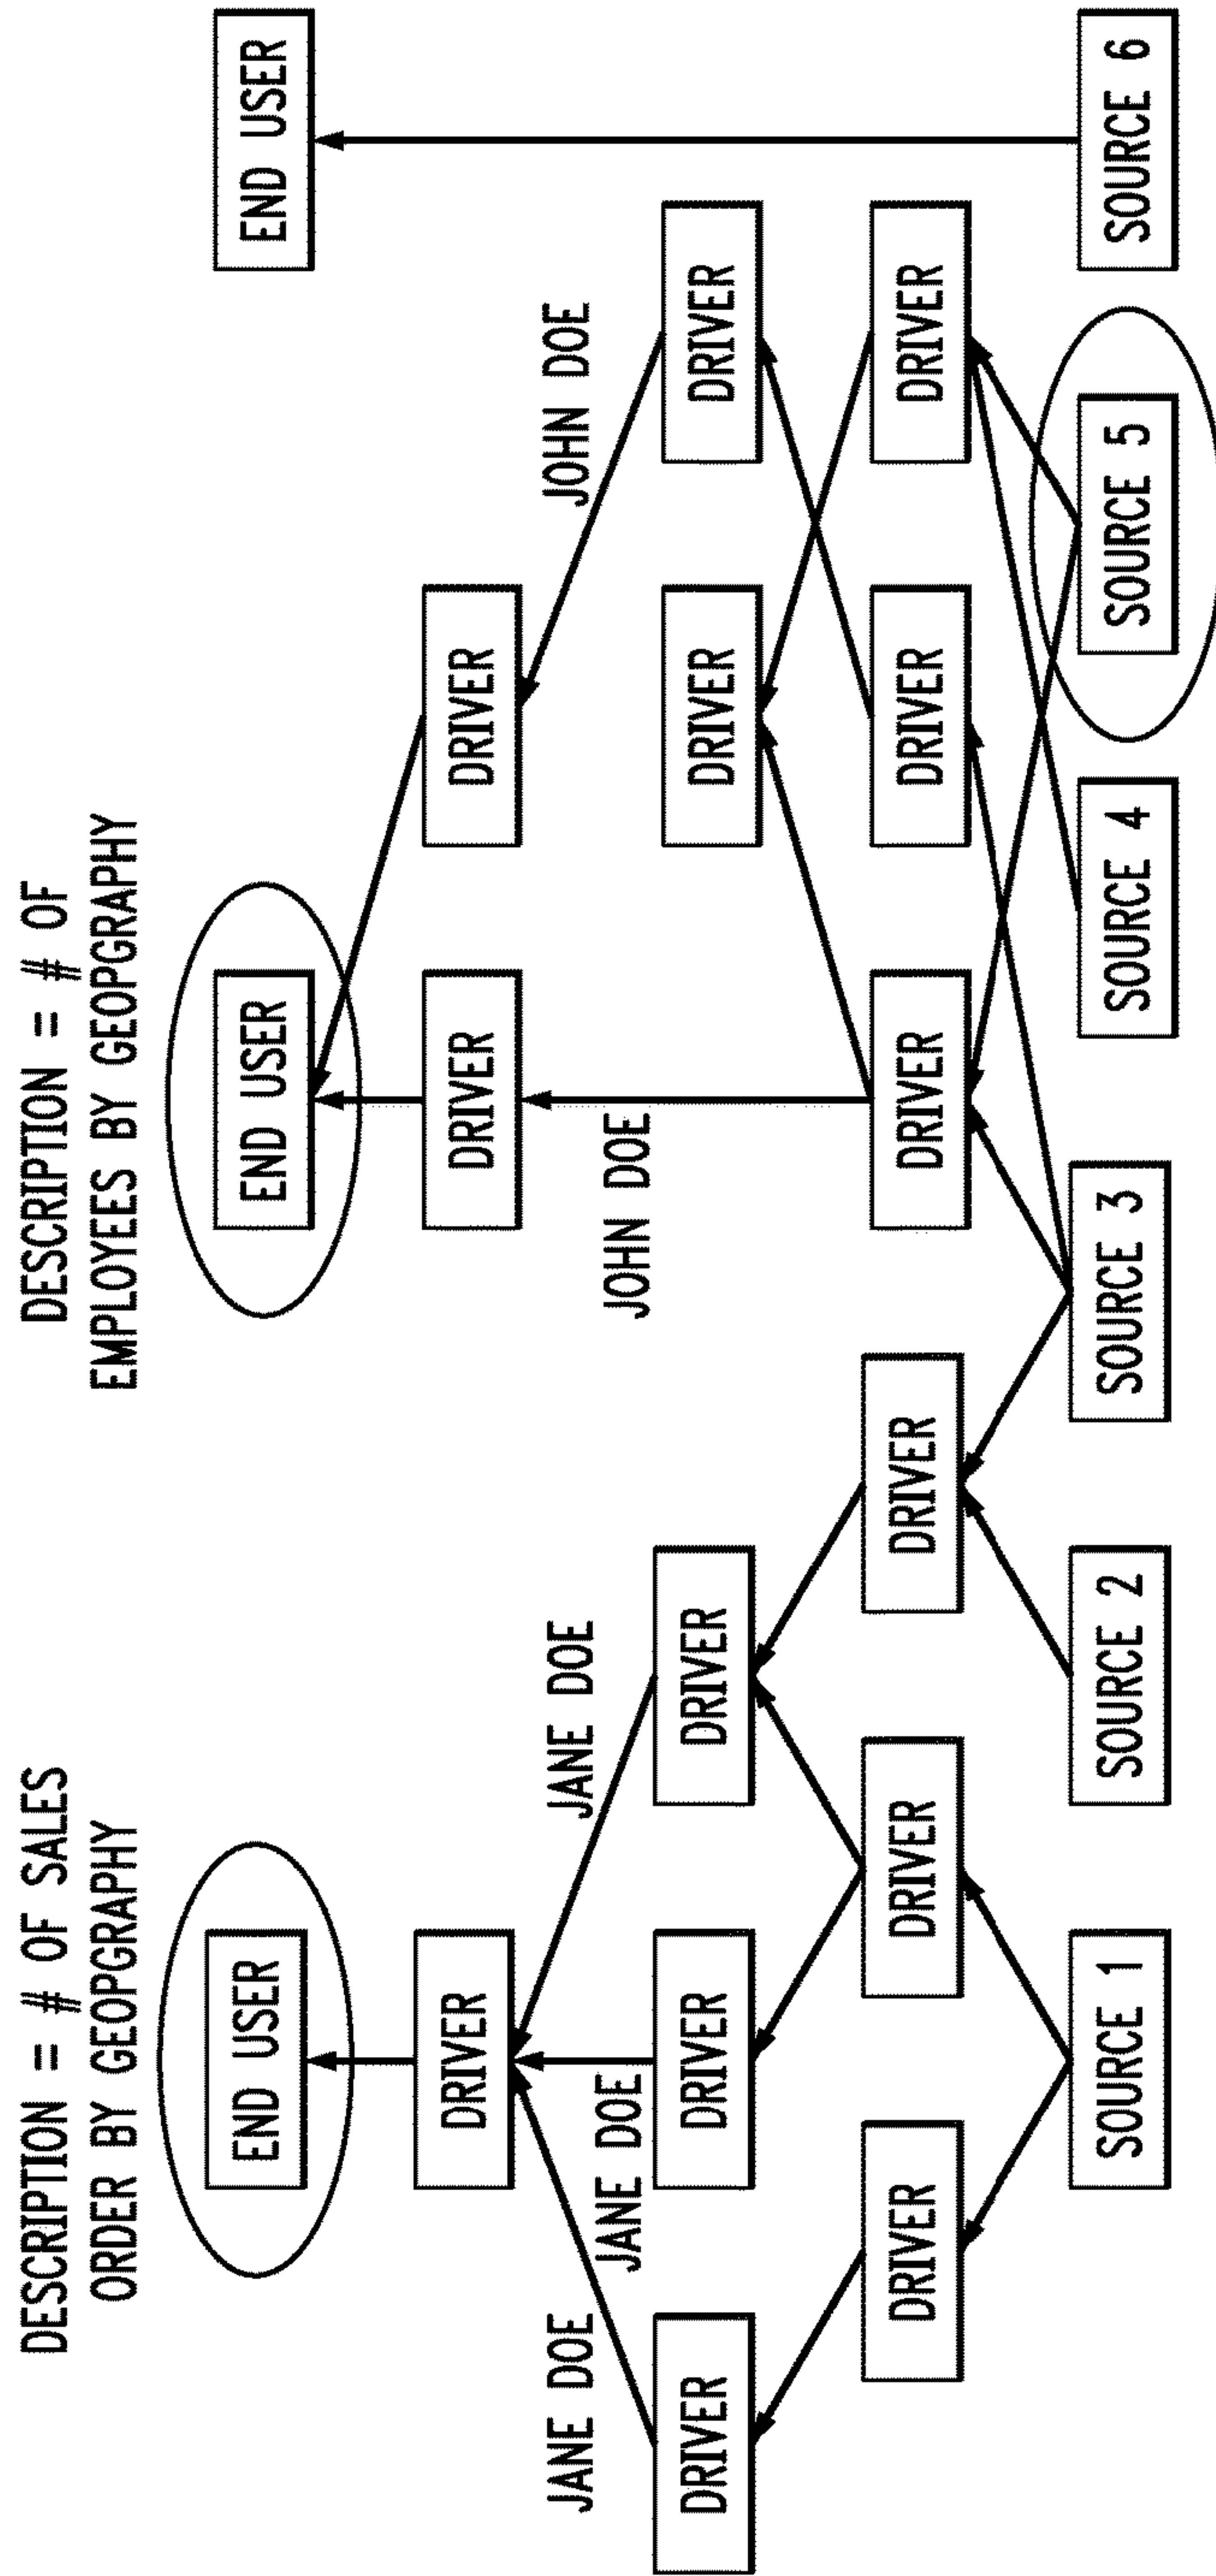 DESCRIPTION = # OF SALES
ORDER BY GEOPGRAPHY
DESCRIPTION = # OF
EMPLOYEES BY GEOPGRAPHY
END USER
END USER
END USER
DRIVER
DRIVER
DRIVER
JANE DOE
JANE DOE
JANE DOE
JOHN DOE
JOHN DOE
DRIVER
DRIVER
DRIVER
DRIVER
DRIVER
DRIVER
DRIVER
DRIVER
DRIVER
DRIVER
DRIVER
SOURCE 1
SOURCE 2
SOURCE 3
SOURCE 4
SOURCE 5
SOURCE 6